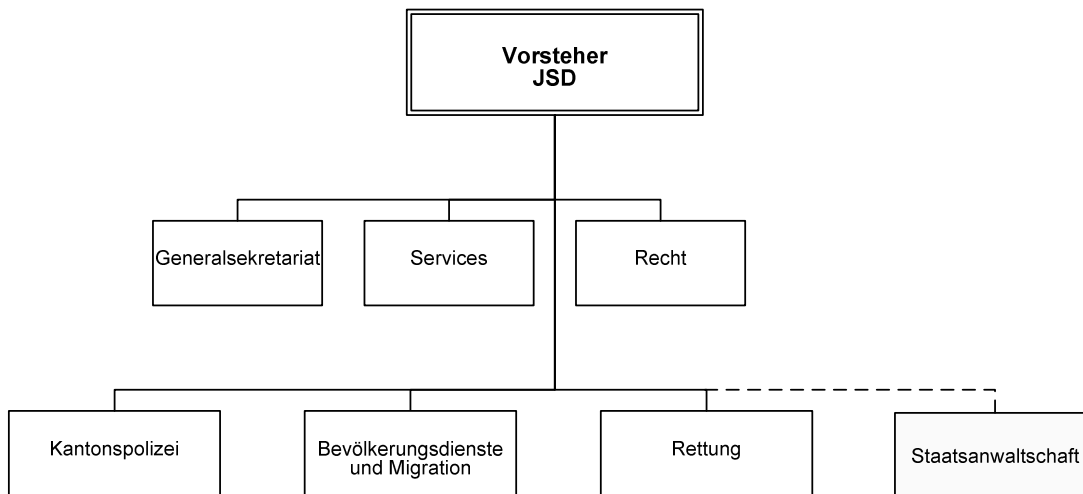 Vorsteher
JSD
Generalsekretariat
Services
Recht
Kantonspolizei
Bevölkerungsdienste
und Migration
Rettung
Staatsanwaltschaft